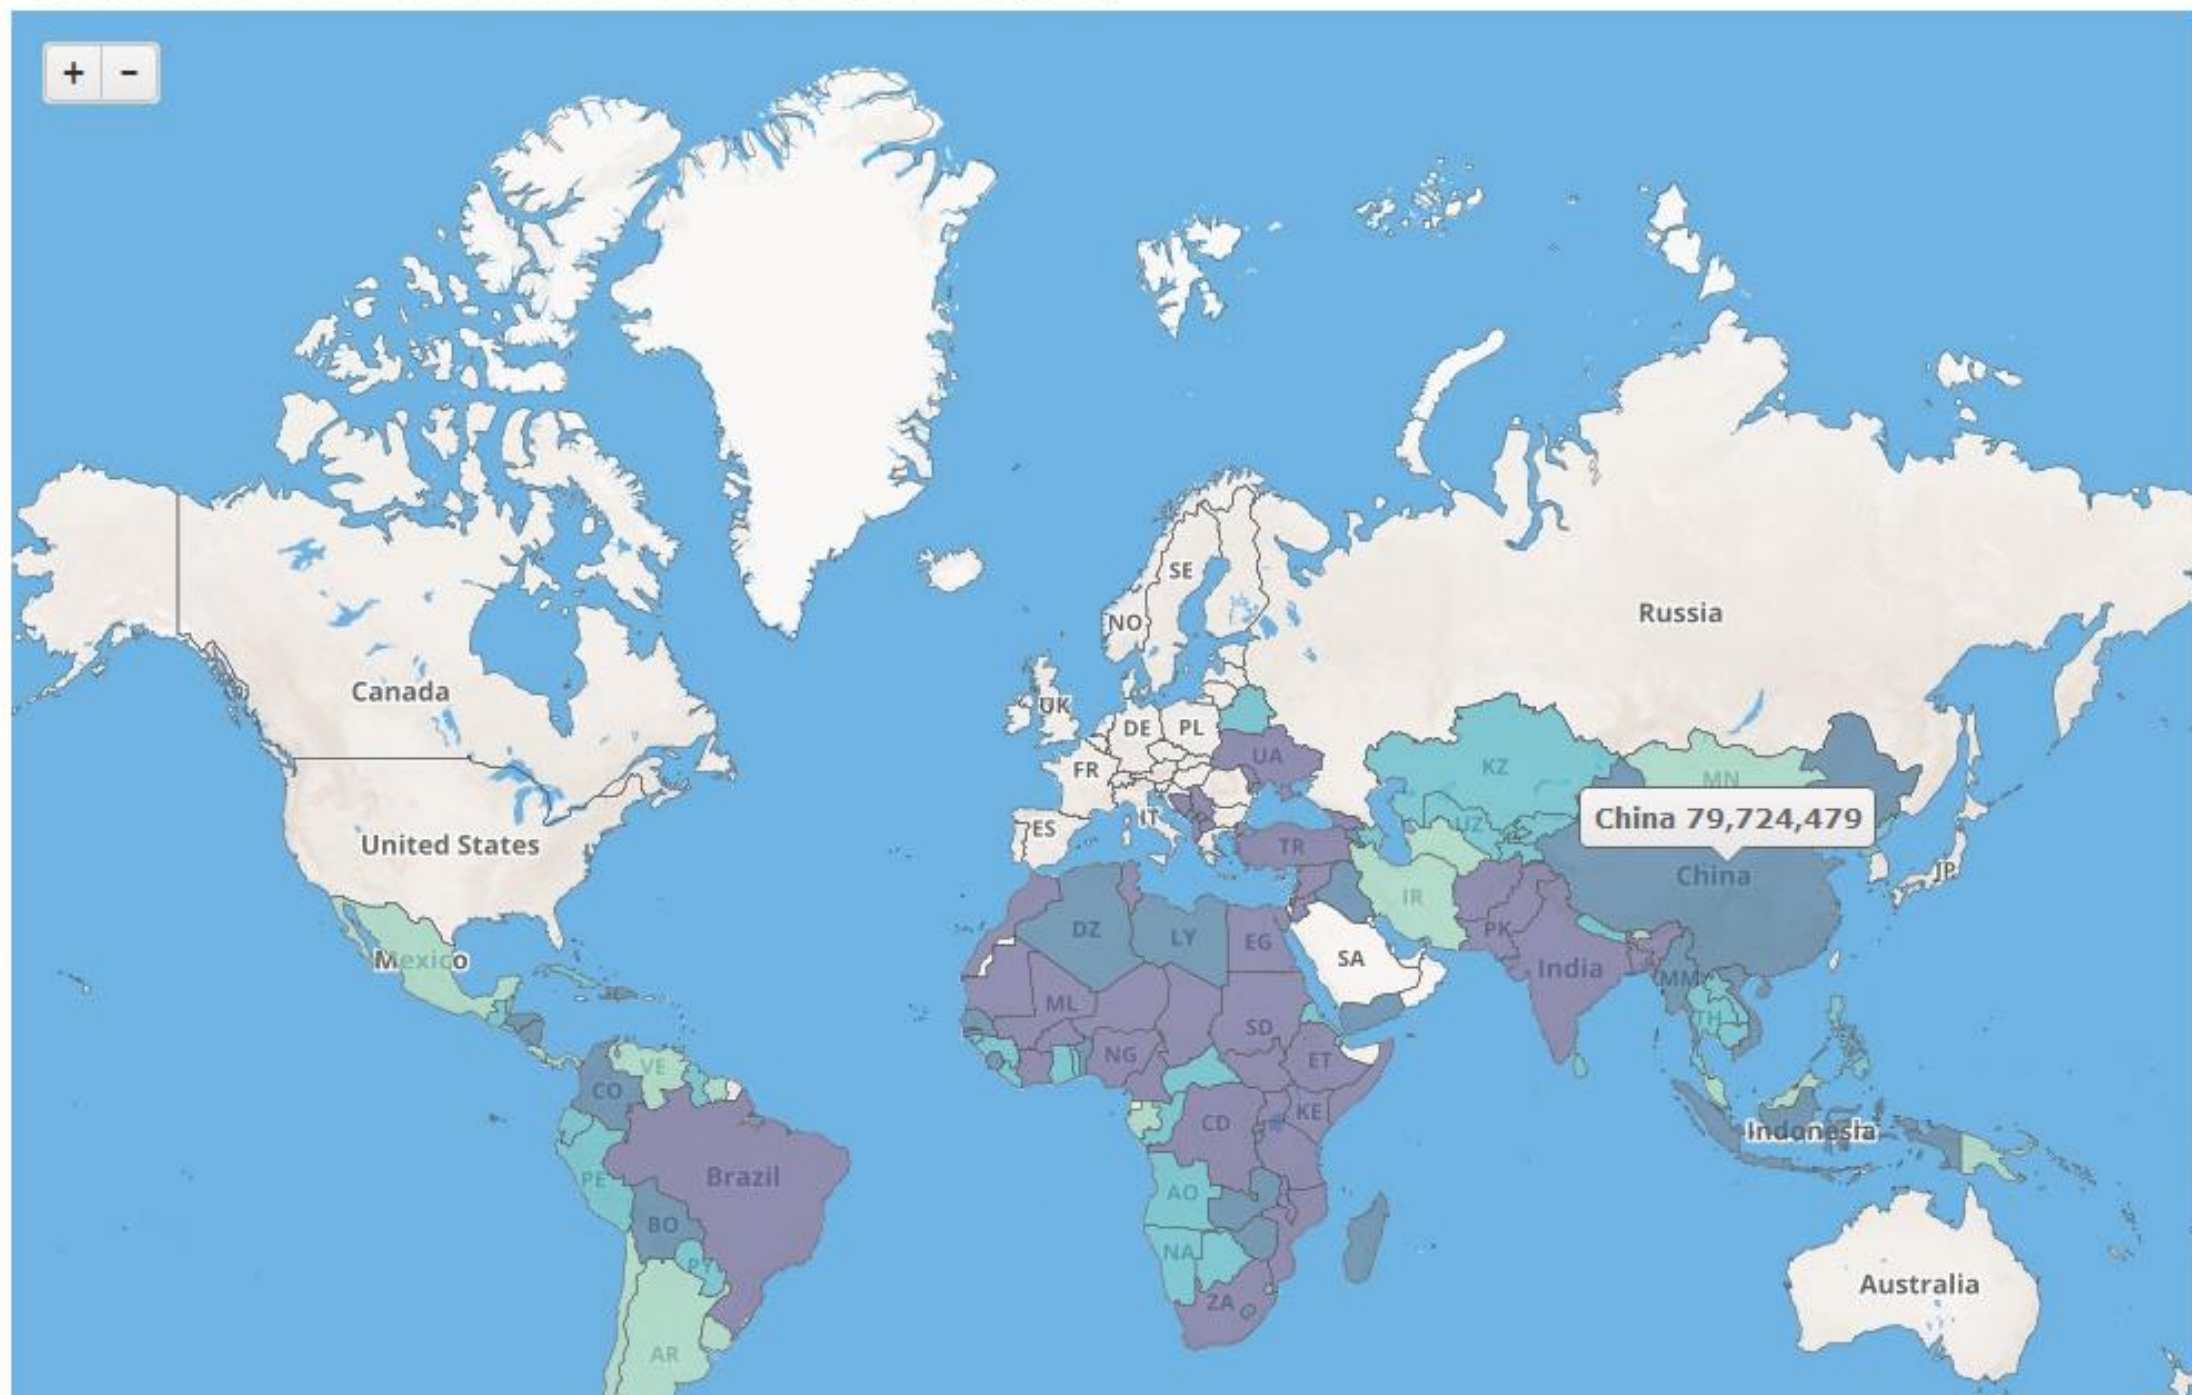 + −
SE
NO
Russia
Canada
UK
DE PL
UA
FR
KZ
MN
China 79,724,479
ES
IT
UZ
United States
TR
JP
China
IR
DZ
LY
EG
PK
SA
Mexico
India
MM
ML
SD
TH
NG
ET
VE
CO
KE
CD
Indonesia
Brazil
PE
AO
BO
NA
PY
Australia
ZA
AR